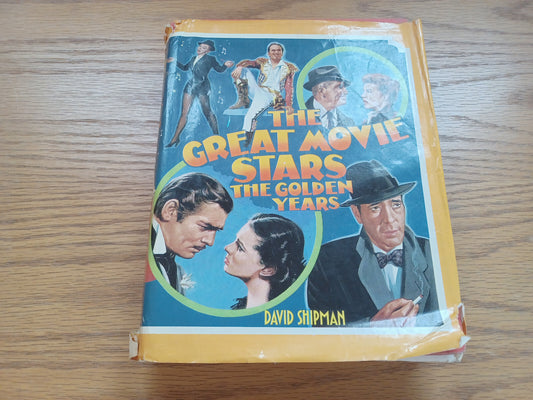 THE
GREAT MOVIE
STARS
THE GOLDEN
YEARS
DAVID SHIPMAN